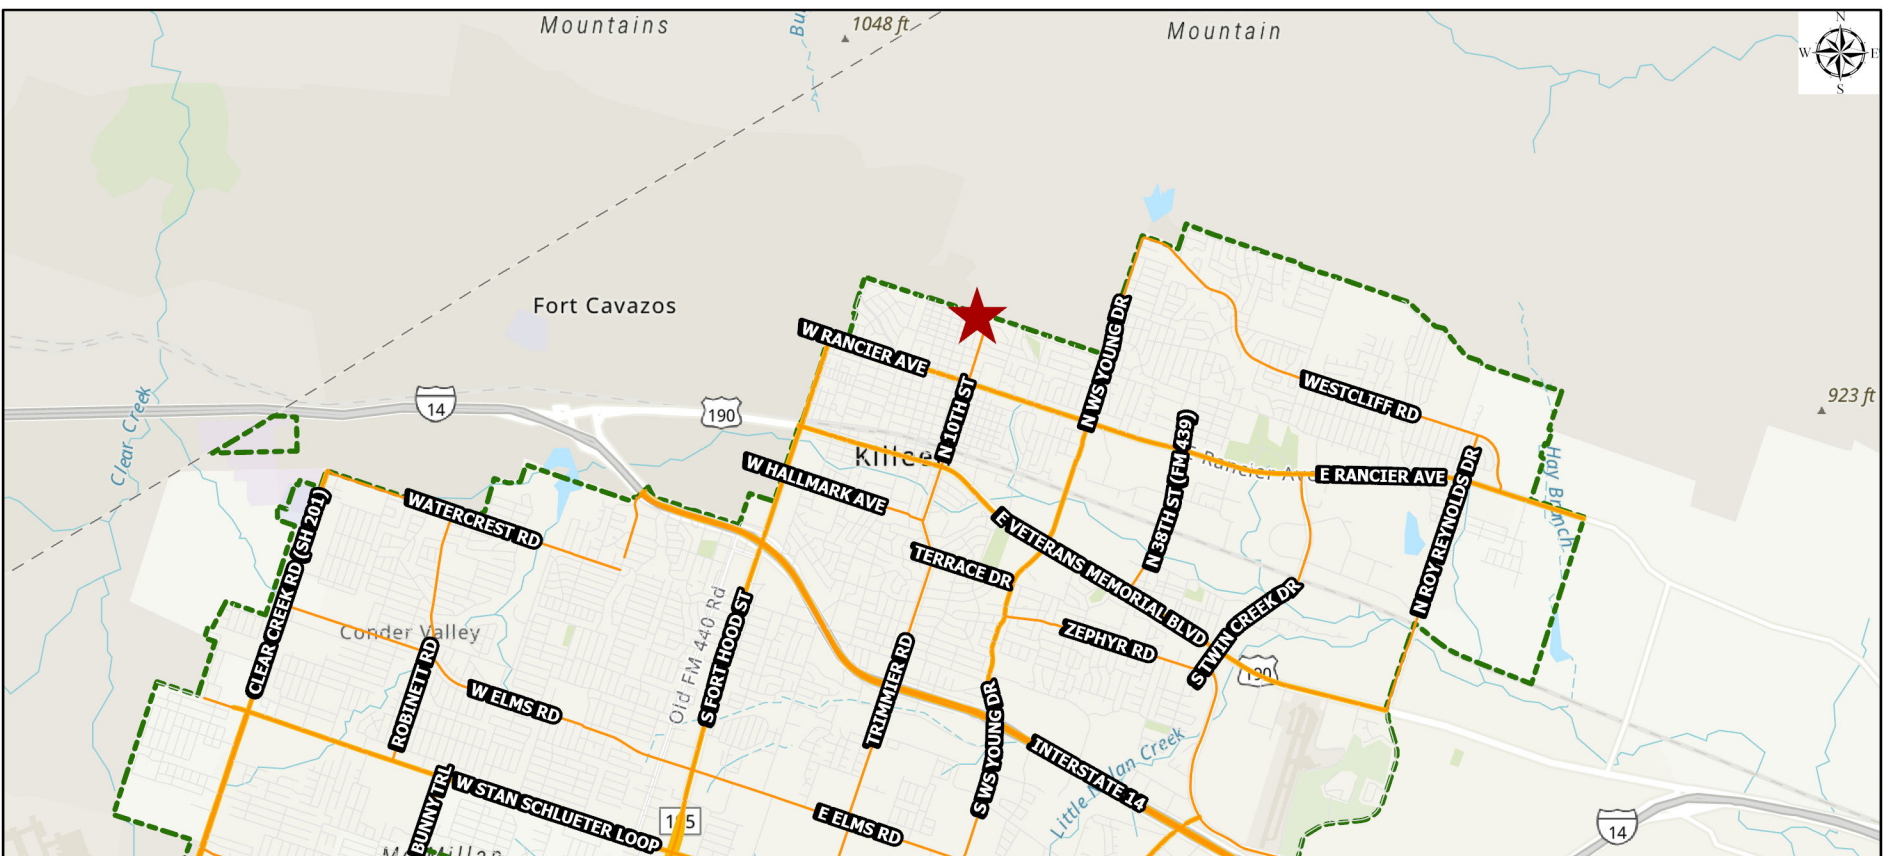 Mountains
1048 ft
Mountain
N
W E
S
Fort Cavazos
W RANCIER AVE
N WS YOUNG DR
WESTCLIFF RD
923 ft
Clear Creek
14
190
N 10TH ST
N 38TH ST (FM 439)
E Rancier Ave
E RANCIER AVE
W HALLMARK AVE
Hay Branch
CLEAR CREEK RD (SH 201)
WATERCREST RD
E VETERANS MEMORIAL BLVD
TERRACE DR
N ROY REYNOLDS DR
Conder Valley
Old FM 440 Rd
S FORT HOOD ST
ZEPHYR RD
S TWIN CREEK DR
190
ROBINETT RD
W ELMS RD
TRIMMIER RD
S WS YOUNG DR
INTERSTATE 14
BUNNY TRL
W STAN SCHLUETER LOOP
E ELMS RD
14